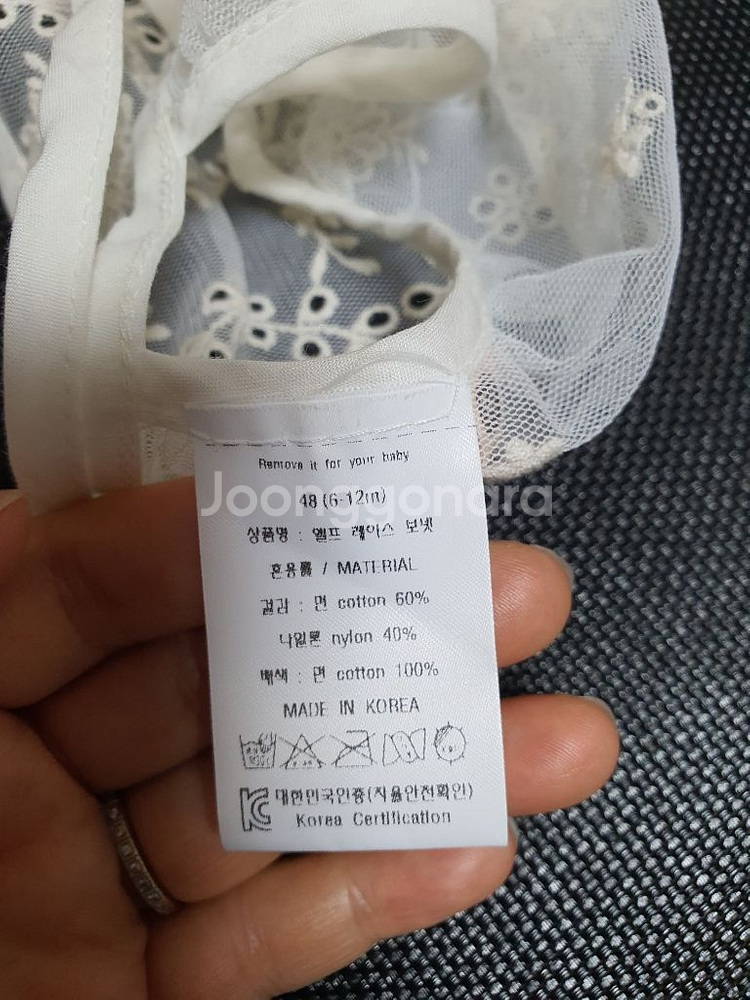 Remove it for your baby
Joonggonara
48 (6-12m)
상품명 : 엘프 레이스 보넷
혼용률 / MATERIAL
겉감 : 면 cotton 60%
나일론 nylon 40%
배색 : 면 cotton 100%
MADE IN KOREA
KC 대한민국인증(자율안전확인)
Korea Certification